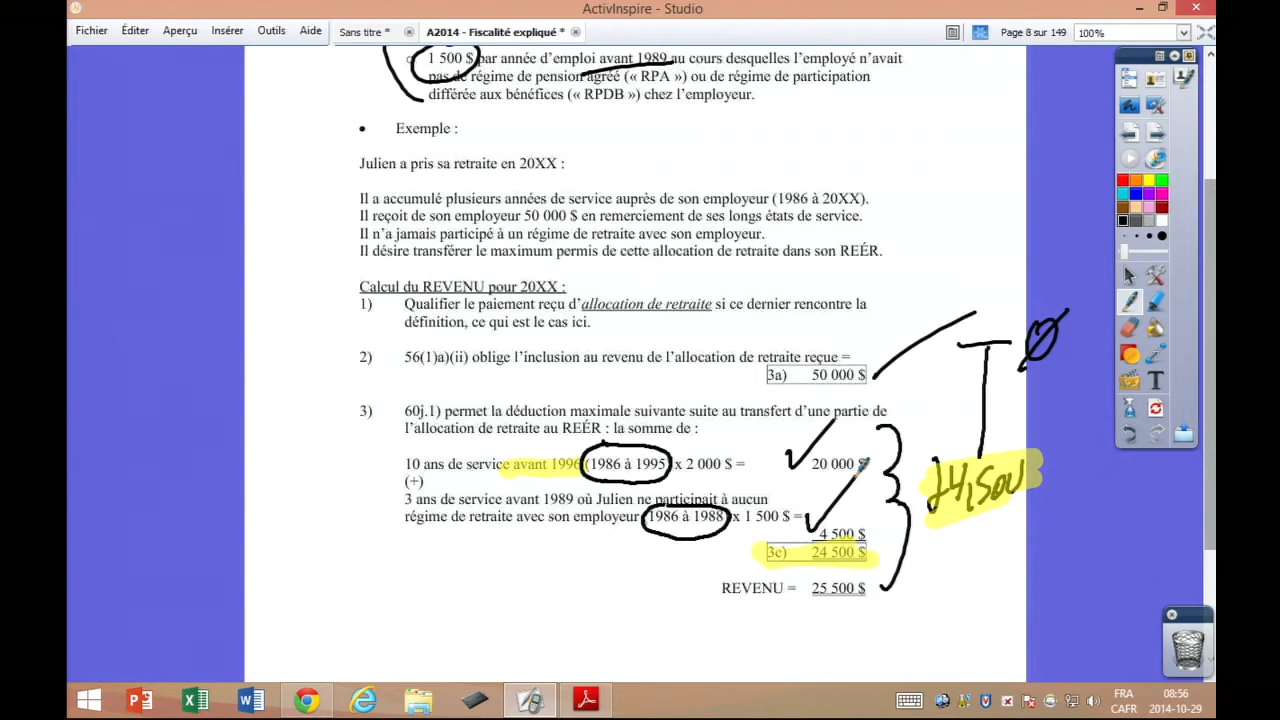 ActivInspire - Studio
Fichier Éditer Aperçu Insérer Outils Aide
Sans titre * A2014 - Fiscalité expliqué *
Page 8 sur 149 100%
1 500 $ par année d'emploi avant 1989 au cours desquelles l'employé n'avait
pas de régime de pension agréé (« RPA ») ou de régime de participation
différée aux bénéfices (« RPDB ») chez l'employeur.
• Exemple :
Julien a pris sa retraite en 20XX :
Il a accumulé plusieurs années de service auprès de son employeur (1986 à 20XX).
Il reçoit de son employeur 50 000 $ en remerciement de ses longs états de service.
Il n'a jamais participé à un régime de retraite avec son employeur.
Il désire transférer le maximum permis de cette allocation de retraite dans son REÉR.
Calcul du REVENU pour 20XX :
1) Qualifier le paiement reçu d'allocation de retraite si ce dernier rencontre la
définition, ce qui est le cas ici.
2) 56(1)a)(ii) oblige l'inclusion au revenu de l'allocation de retraite reçue =
3a) 50 000 $
3) 60j.1) permet la déduction maximale suivante suite au transfert d'une partie de
l'allocation de retraite au REÉR : la somme de :
10 ans de service avant 1996 (1986 à 1995) x 2 000 $ = 20 000 $
(+)
3 ans de service avant 1989 où Julien ne participait à aucun
régime de retraite avec son employeur (1986 à 1988) x 1 500 $ =
4 500 $
3c) 24 500 $
REVENU = 25 500 $
T
24,500
FRA
CAFR
08:56
2014-10-29